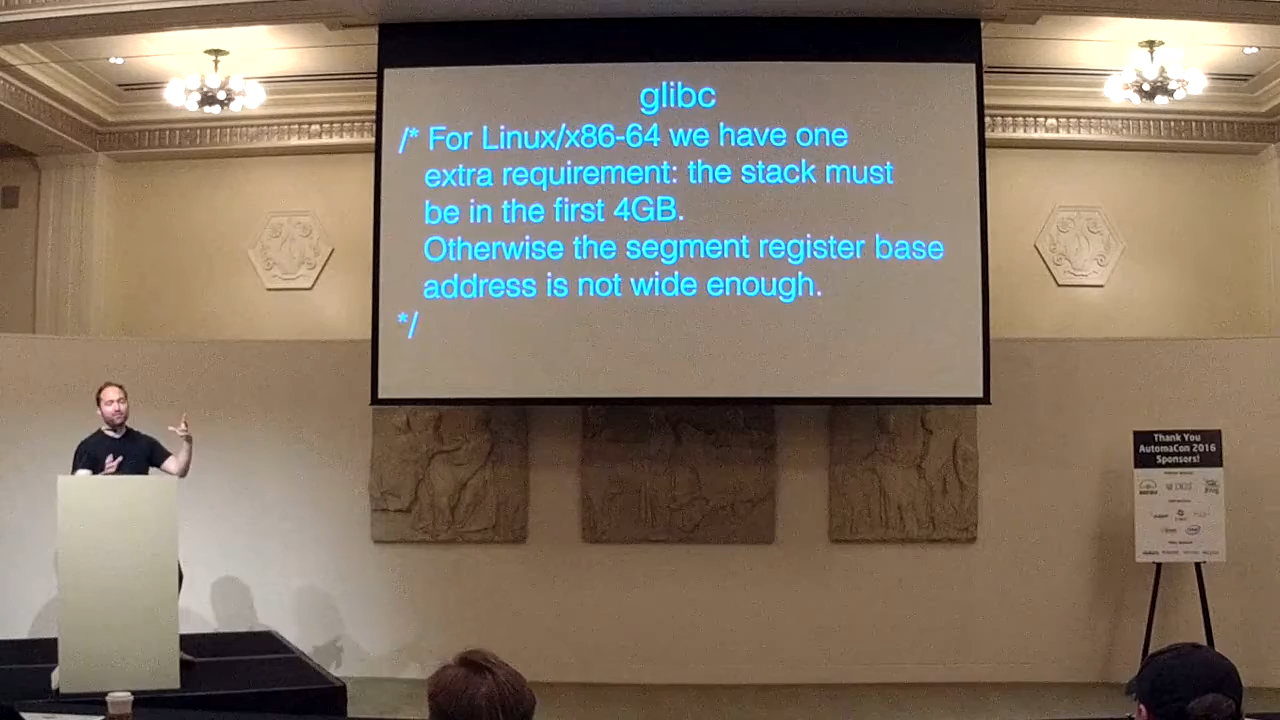 glibc
/* For Linux/x86-64 we have one
extra requirement: the stack must
be in the first 4GB.
Otherwise the segment register base
address is not wide enough.
*/
Thank You
AutomaCon 2016
Sponsors!